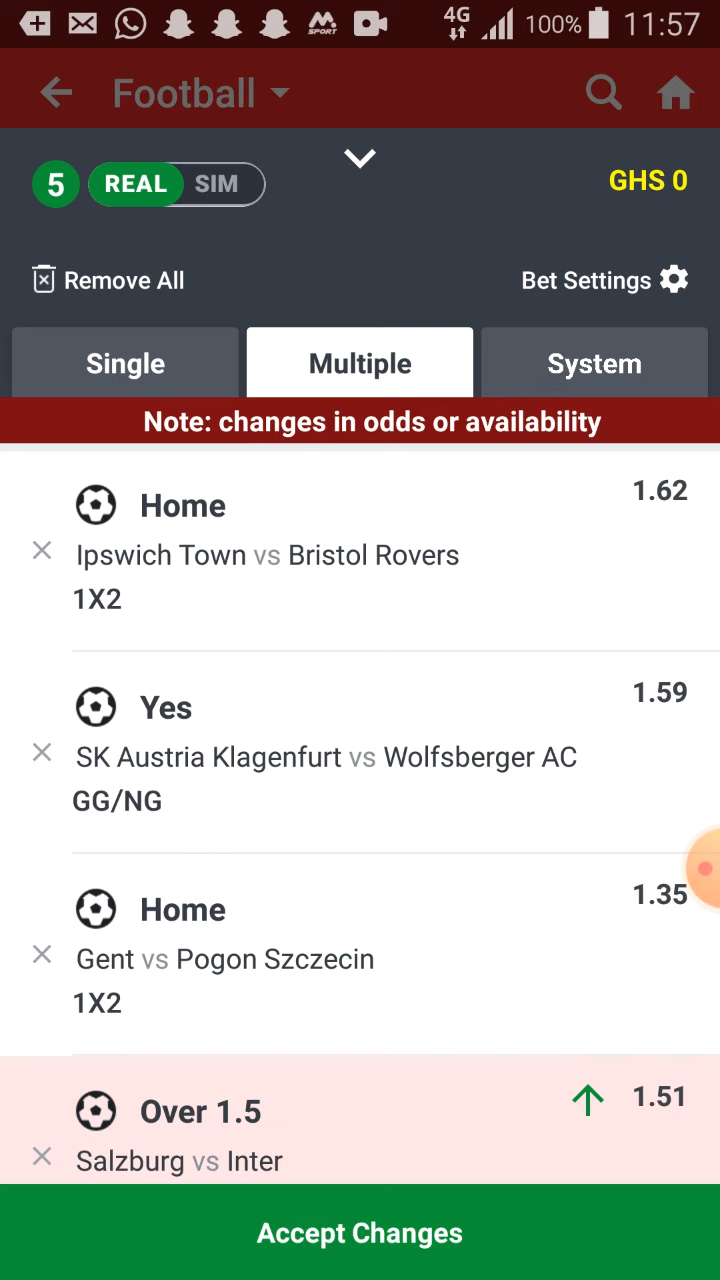 M.
SPORT
4G
100%
11:57
Football
5
REAL SIM
GHS 0
Remove All
Bet Settings
Single
Multiple
System
Note: changes in odds or availability
Home
1.62
Ipswich Town vs Bristol Rovers
1X2
Yes
1.59
SK Austria Klagenfurt vs Wolfsberger AC
GG/NG
Home
1.35
Gent vs Pogon Szczecin
1X2
Over 1.5
1.51
Salzburg vs Inter
Accept Changes